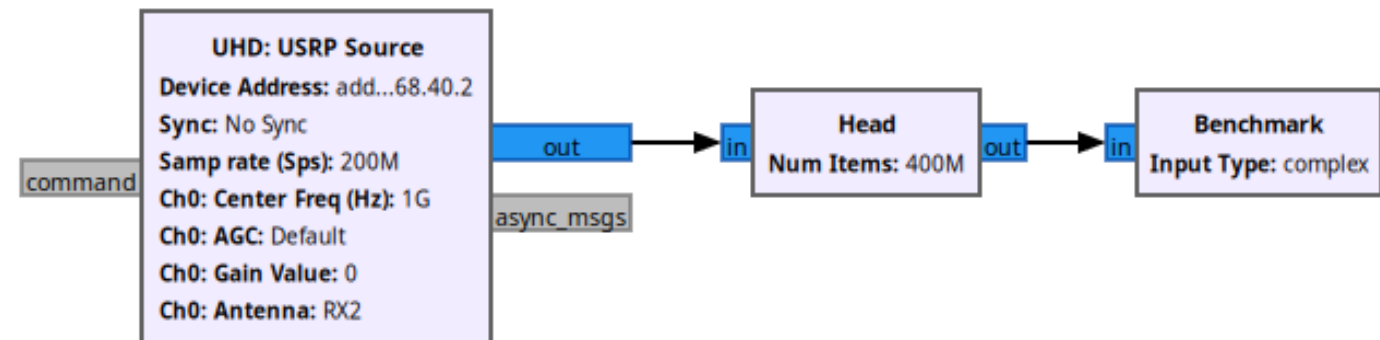 UHD: USRP Source
Device Address: add...68.40.2
Sync: No Sync
Samp rate (Sps): 200M
Ch0: Center Freq (Hz): 1G
Ch0: AGC: Default
Ch0: Gain Value: 0
Ch0: Antenna: RX2
command
out
async_msgs
in
Head
Num Items: 400M
out
in
Benchmark
Input Type: complex